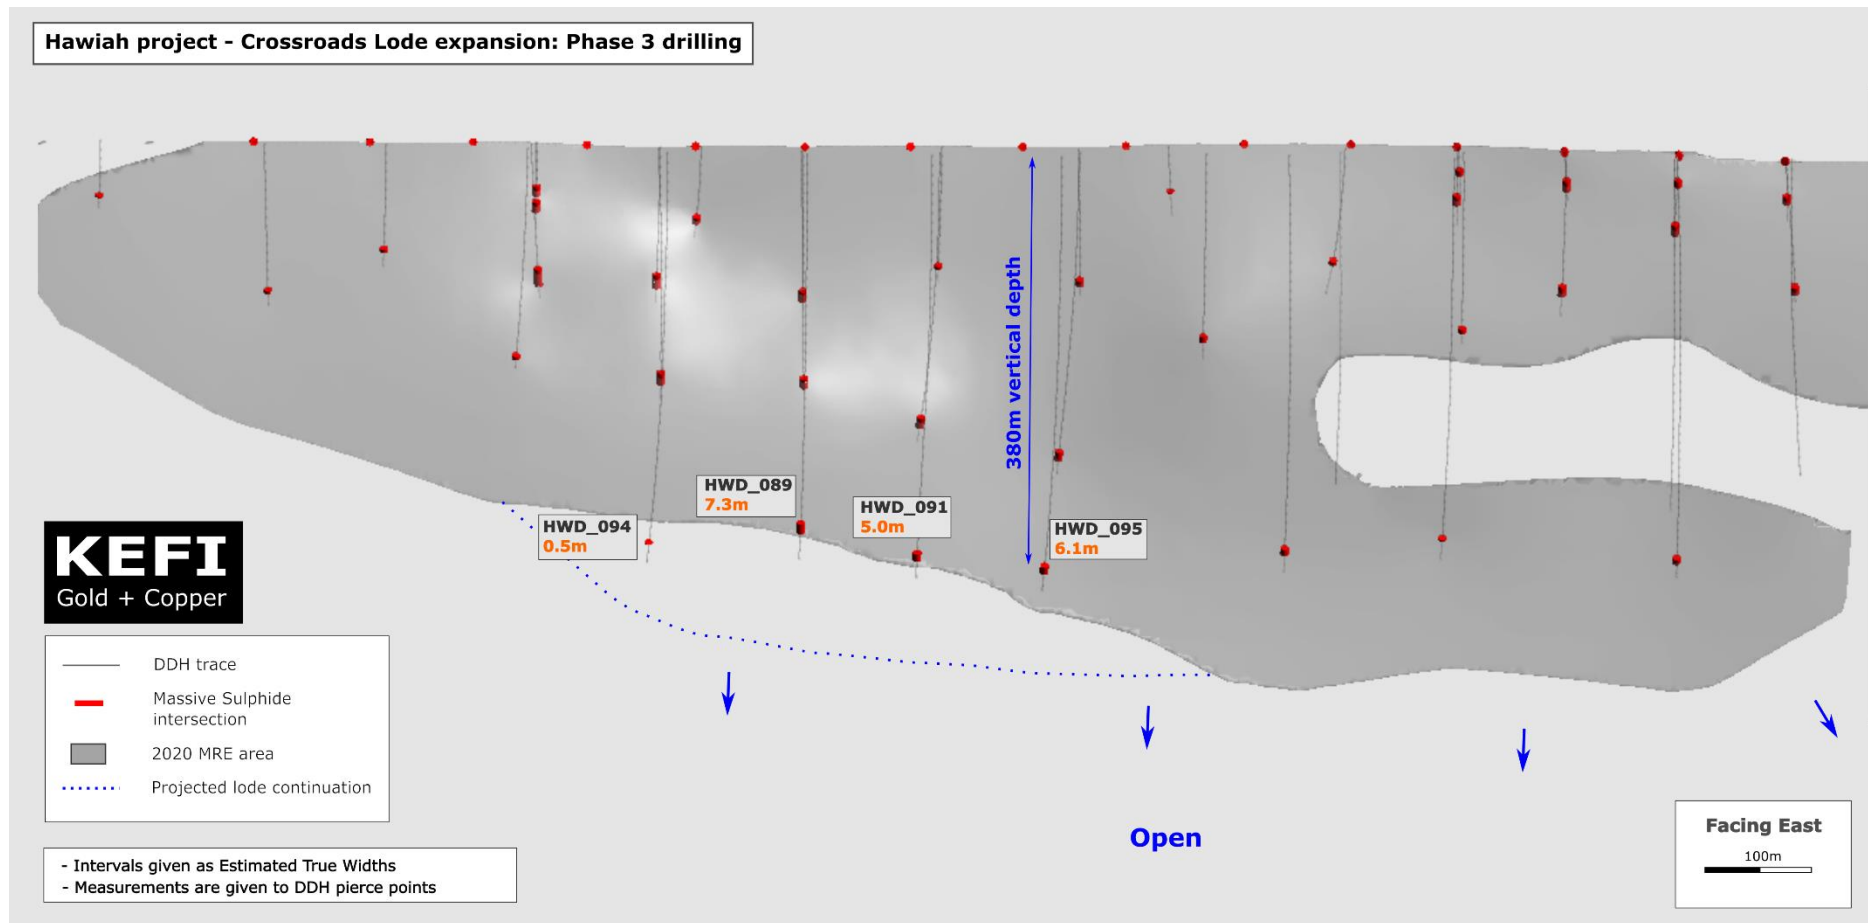 Hawiah project - Crossroads Lode expansion: Phase 3 drilling
380m vertical depth
HWD_089
7.3m
HWD_091
5.0m
HWD_094
0.5m
HWD_095
6.1m
KEFI
Gold + Copper
DDH trace
Massive Sulphide
intersection
2020 MRE area
Projected lode continuation
- Intervals given as Estimated True Widths
- Measurements are given to DDH pierce points
Open
Facing East
100m